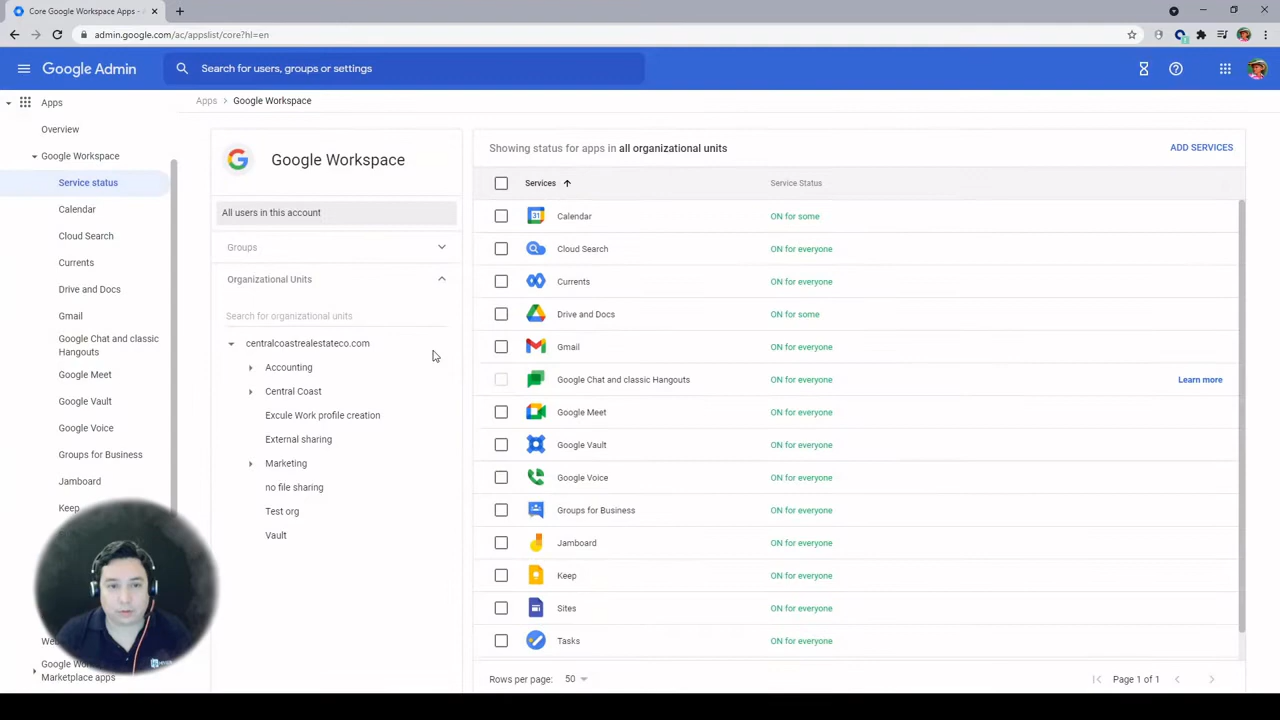 Core Google Workspace Apps - A
admin.google.com/ac/appslist/core?hl=en
Google Admin
Search for users, groups or settings
Apps
Overview
Google Workspace
Service status
Calendar
Cloud Search
Currents
Drive and Docs
Gmail
Google Chat and classic
Hangouts
Google Meet
Google Vault
Google Voice
Groups for Business
Jamboard
Keep
Google Wo
Marketplace apps
Apps > Google Workspace
Google Workspace
All users in this account
Groups
Organizational Units
Search for organizational units
centralcoastrealestateco.com
Accounting
Central Coast
Excule Work profile creation
External sharing
Marketing
no file sharing
Test org
Vault
Showing status for apps in all organizational units
ADD SERVICES
Services Service Status
31 Calendar ON for some
Cloud Search ON for everyone
Currents ON for everyone
Drive and Docs ON for some
Gmail ON for everyone
Google Chat and classic Hangouts ON for everyone Learn more
Google Meet ON for everyone
Google Vault ON for everyone
Google Voice ON for everyone
Groups for Business ON for everyone
Jamboard ON for everyone
Keep ON for everyone
Sites ON for everyone
Tasks ON for everyone
Rows per page: 50
Page 1 of 1